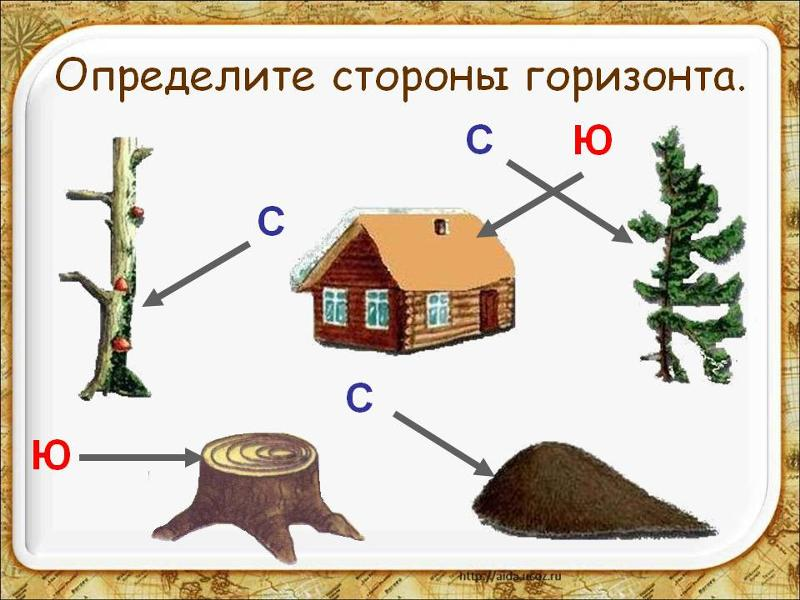 Определите стороны горизонта.
С Ю
С
С
Ю
http://aida.ucoz.ru